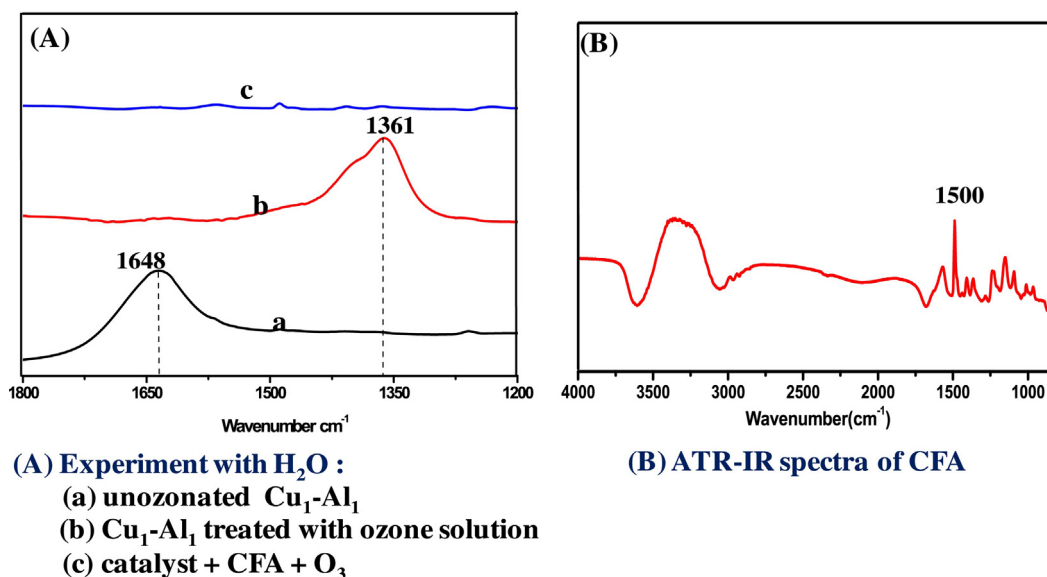 (A)
c
1361
b
1648
a
1800 1650 1500 1350 1200
Wavenumber cm-1
(B)
1500
4000 3500 3000 2500 2000 1500 1000
Wavenumber(cm-1)
(A) Experiment with H2O :
(a) unozonated Cu1-Al1
(b) Cu1-Al1 treated with ozone solution
(c) catalyst + CFA + O3
(B) ATR-IR spectra of CFA